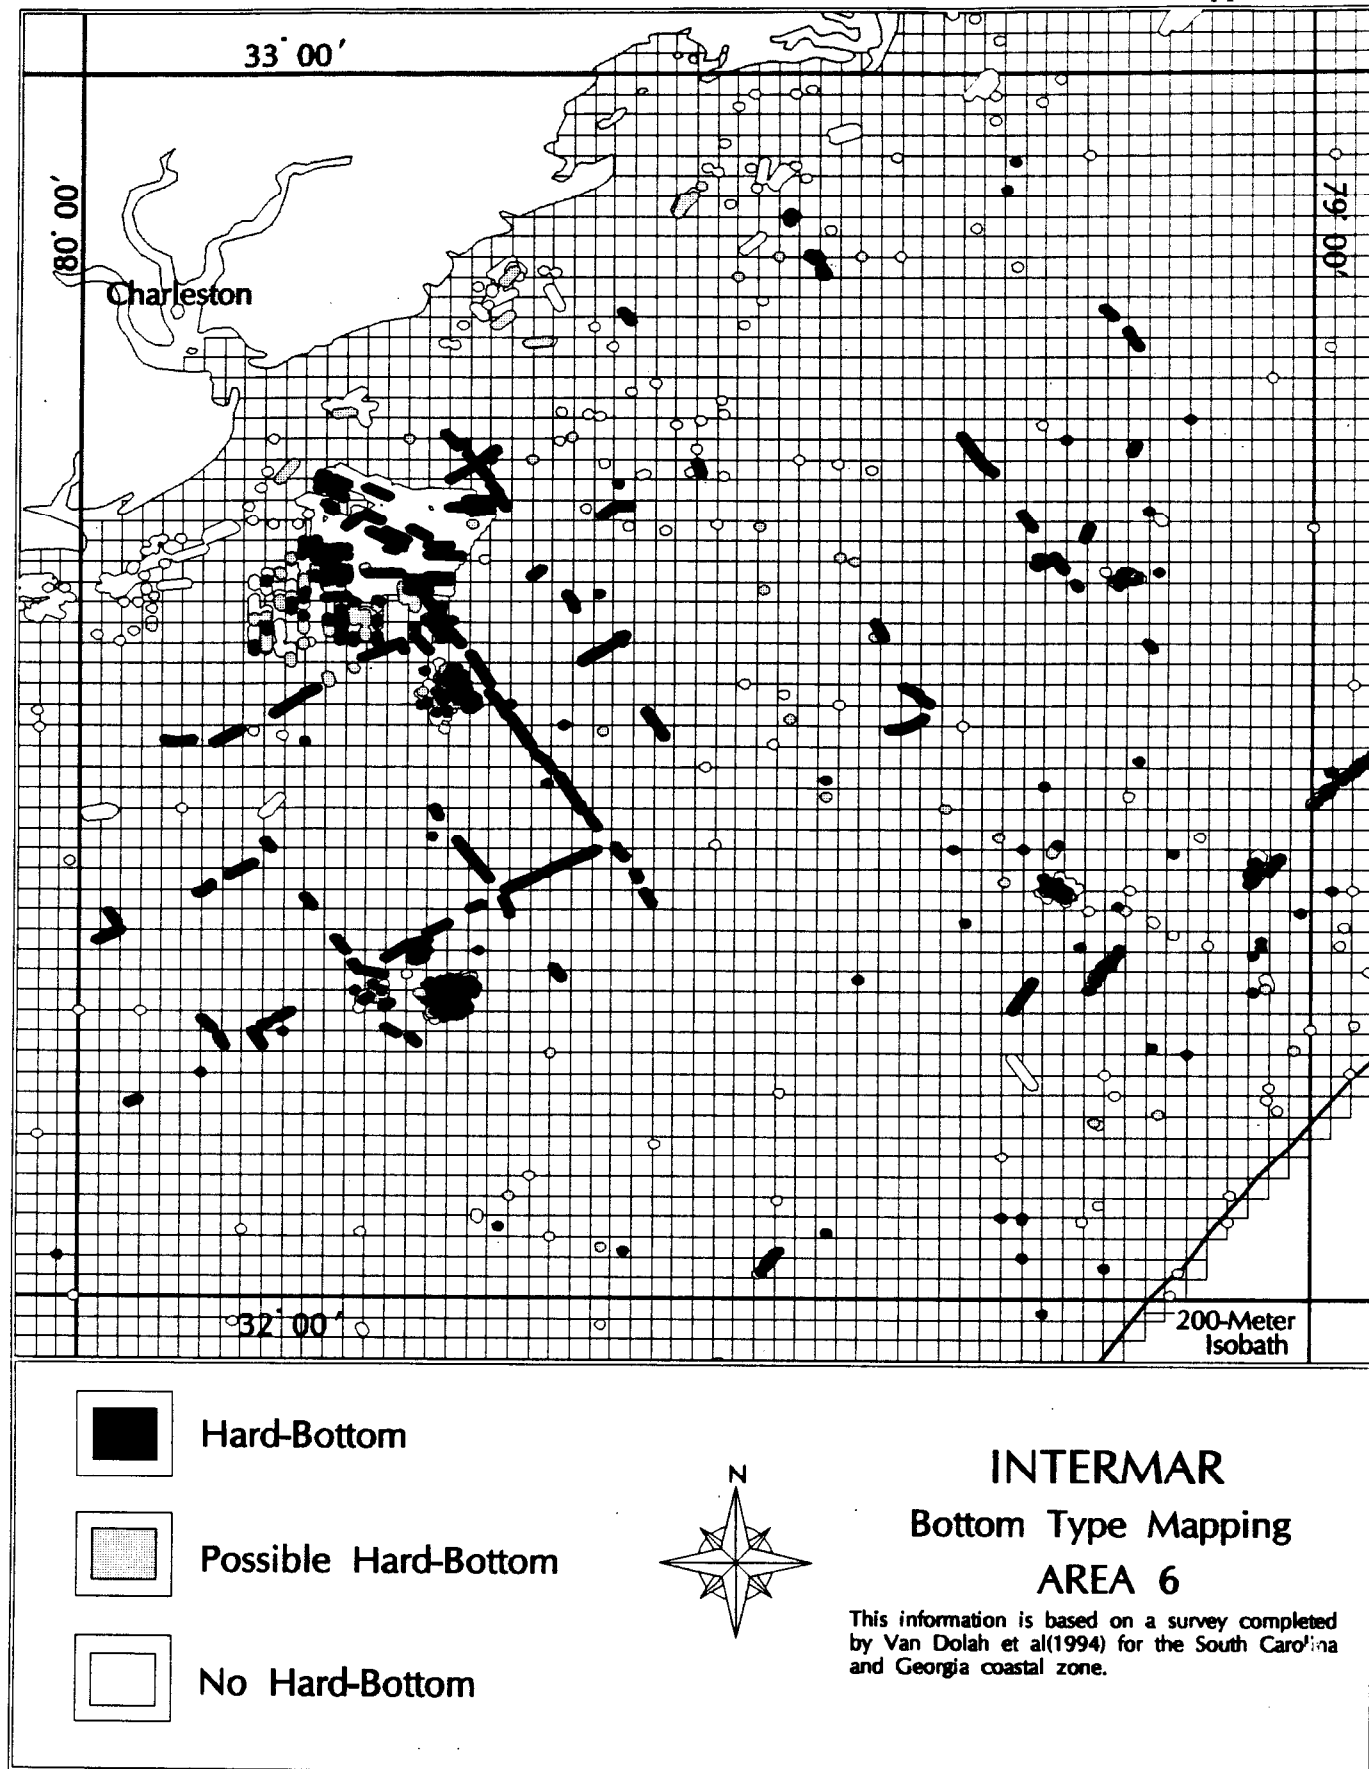 33° 00′
80° 00′
79° 00′
Charleston
32° 00′
200-Meter
Isobath
Hard-Bottom
Possible Hard-Bottom
No Hard-Bottom
N
INTERMAR
Bottom Type Mapping
AREA 6
This information is based on a survey completed
by Van Dolah et al(1994) for the South Carolina
and Georgia coastal zone.